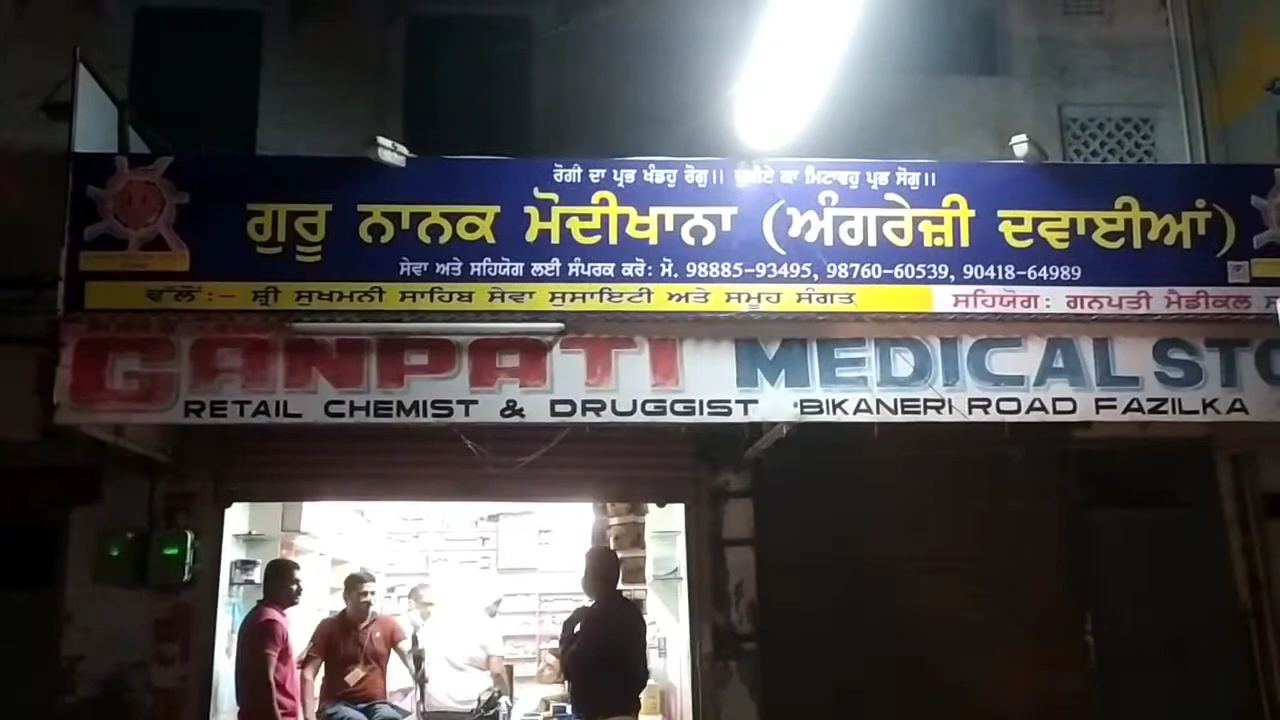 ਰੋਗੀ ਦਾ ਪ੍ਰਭ ਖੰਡਹੁ ਰੋਗੁ।। ਦੁਖੀਏ ਕਾ ਮਿਟਾਵਹੁ ਪ੍ਰਭ ਸੋਗੁ।।
ਗੁਰੂ ਨਾਨਕ ਮੋਦੀਖਾਨਾ (ਅੰਗਰੇਜ਼ੀ ਦਵਾਈਆਂ)
ਸੇਵਾ ਅਤੇ ਸਹਿਯੋਗ ਲਈ ਸੰਪਰਕ ਕਰੋ: ਮੋ. 98885-93495, 98760-60539, 90418-64989
ਵੱਲੋਂ:- ਸ਼੍ਰੀ ਸੁਖਮਨੀ ਸਾਹਿਬ ਸੇਵਾ ਸੁਸਾਇਟੀ ਅਤੇ ਸਮੂਹ ਸੰਗਤ ਸਹਿਯੋਗ: ਗਨਪਤੀ ਮੈਡੀਕਲ
GANPATI MEDICAL STO
RETAIL CHEMIST & DRUGGIST BIKANERI ROAD FAZILKA